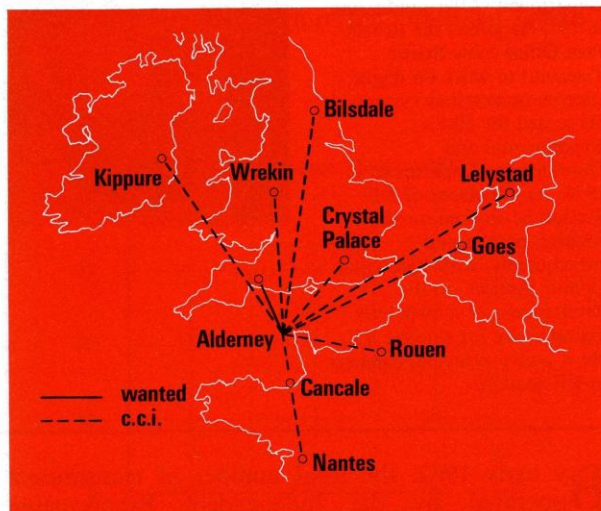 Bilsdale
Kippure
Wrekin
Lelystad
Crystal
Palace
Goes
Alderney
Rouen
Cancale
wanted
c.c.i.
Nantes